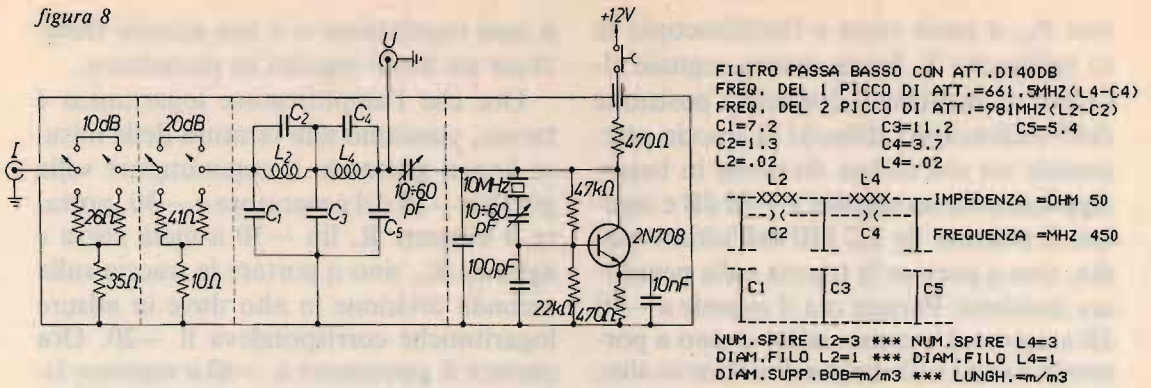 figura 8
+12V
U
I
10dB
20dB
C2
C4
L2
L4
10÷60
pF
C1
C3
C5
26Ω
41Ω
35Ω
10Ω
10MHZ
10÷60
pF
100pF
47kΩ
22kΩ
470Ω
2N708
470Ω
10nF
FILTRO PASSA BASSO CON ATT.DI40DB
FREQ. DEL 1 PICCO DI ATT.=661.5MHZ(L4-C4)
FREQ. DEL 2 PICCO DI ATT.=981MHZ(L2-C2)
C1=7.2 C3=11.2 C5=5.4
C2=1.3 C4=3.7
L2=.02 L4=.02
L2 L4
---XXXX-------XXXX---IMPEDENZA =OHM 50
---)(------)(---
C2 C4 FREQUENZA =MHZ 450
C1 C3 C5
NUM.SPIRE L2=3 *** NUM.SPIRE L4=3
DIAM.FILO L2=1 *** DIAM.FILO L4=1
DIAM.SUPP.BOB=m/m3 *** LUNGH.=m/m3